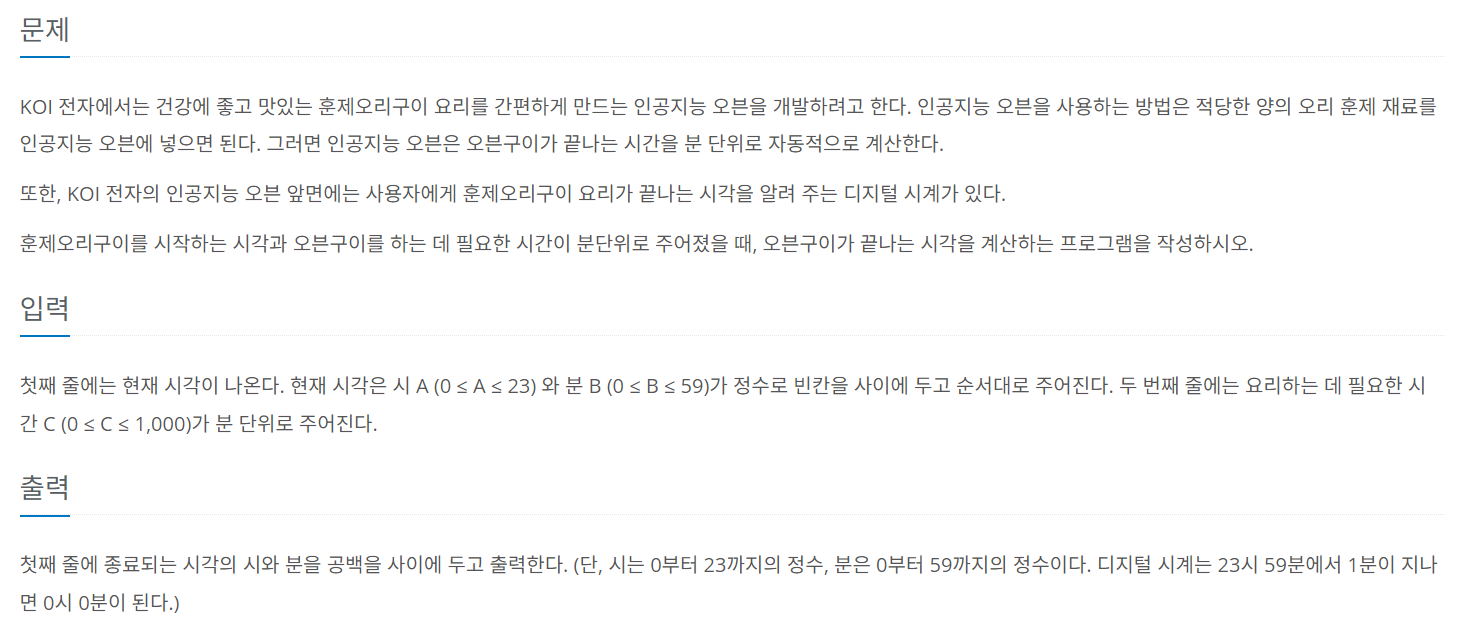 문제
KOI 전자에서는 건강에 좋고 맛있는 훈제오리구이 요리를 간편하게 만드는 인공지능 오븐을 개발하려고 한다. 인공지능 오븐을 사용하는 방법은 적당한 양의 오리 훈제 재료를
인공지능 오븐에 넣으면 된다. 그러면 인공지능 오븐은 오븐구이가 끝나는 시간을 분 단위로 자동적으로 계산한다.
또한, KOI 전자의 인공지능 오븐 앞면에는 사용자에게 훈제오리구이 요리가 끝나는 시각을 알려 주는 디지털 시계가 있다.
훈제오리구이를 시작하는 시각과 오븐구이를 하는 데 필요한 시간이 분단위로 주어졌을 때, 오븐구이가 끝나는 시각을 계산하는 프로그램을 작성하시오.
입력
첫째 줄에는 현재 시각이 나온다. 현재 시각은 시 A (0 ≤ A ≤ 23) 와 분 B (0 ≤ B ≤ 59)가 정수로 빈칸을 사이에 두고 순서대로 주어진다. 두 번째 줄에는 요리하는 데 필요한 시
간 C (0 ≤ C ≤ 1,000)가 분 단위로 주어진다.
출력
첫째 줄에 종료되는 시각의 시와 분을 공백을 사이에 두고 출력한다. (단, 시는 0부터 23까지의 정수, 분은 0부터 59까지의 정수이다. 디지털 시계는 23시 59분에서 1분이 지나
면 0시 0분이 된다.)